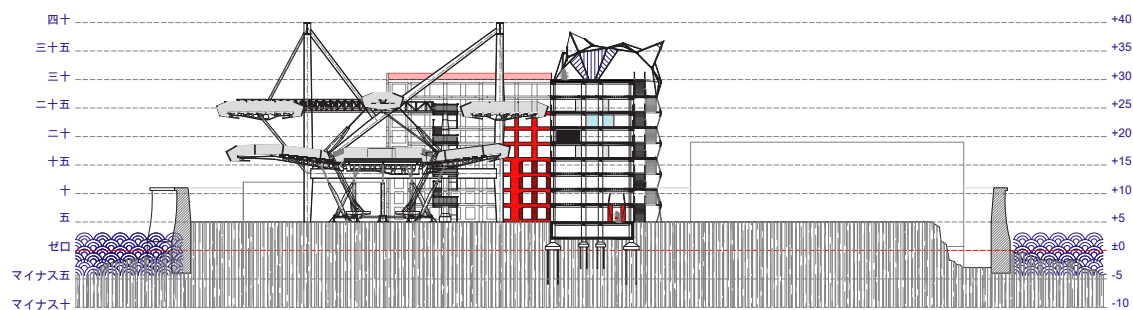 四十 +40
三十五 +35
三十 +30
二十五 +25
二十 +20
十五 +15
十 +10
五 +5
ゼロ ±0
マイナス五 -5
マイナス十 -10